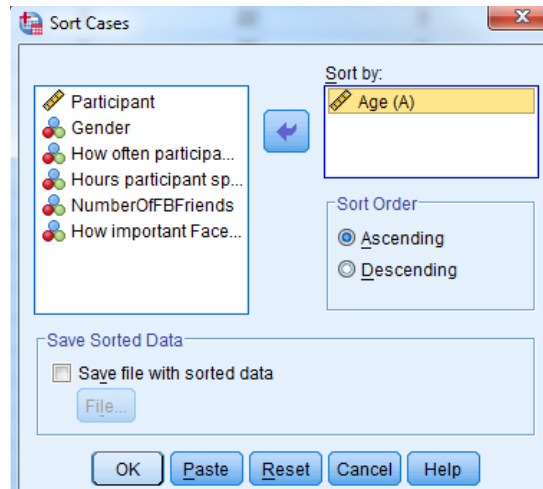 Sort Cases
Participant
Gender
How often participa...
Hours participant sp...
NumberOfFBFriends
How important Face...
Sort by:
Age (A)
Sort Order
Ascending
Descending
Save Sorted Data
Save file with sorted data
File...
OK Paste Reset Cancel Help